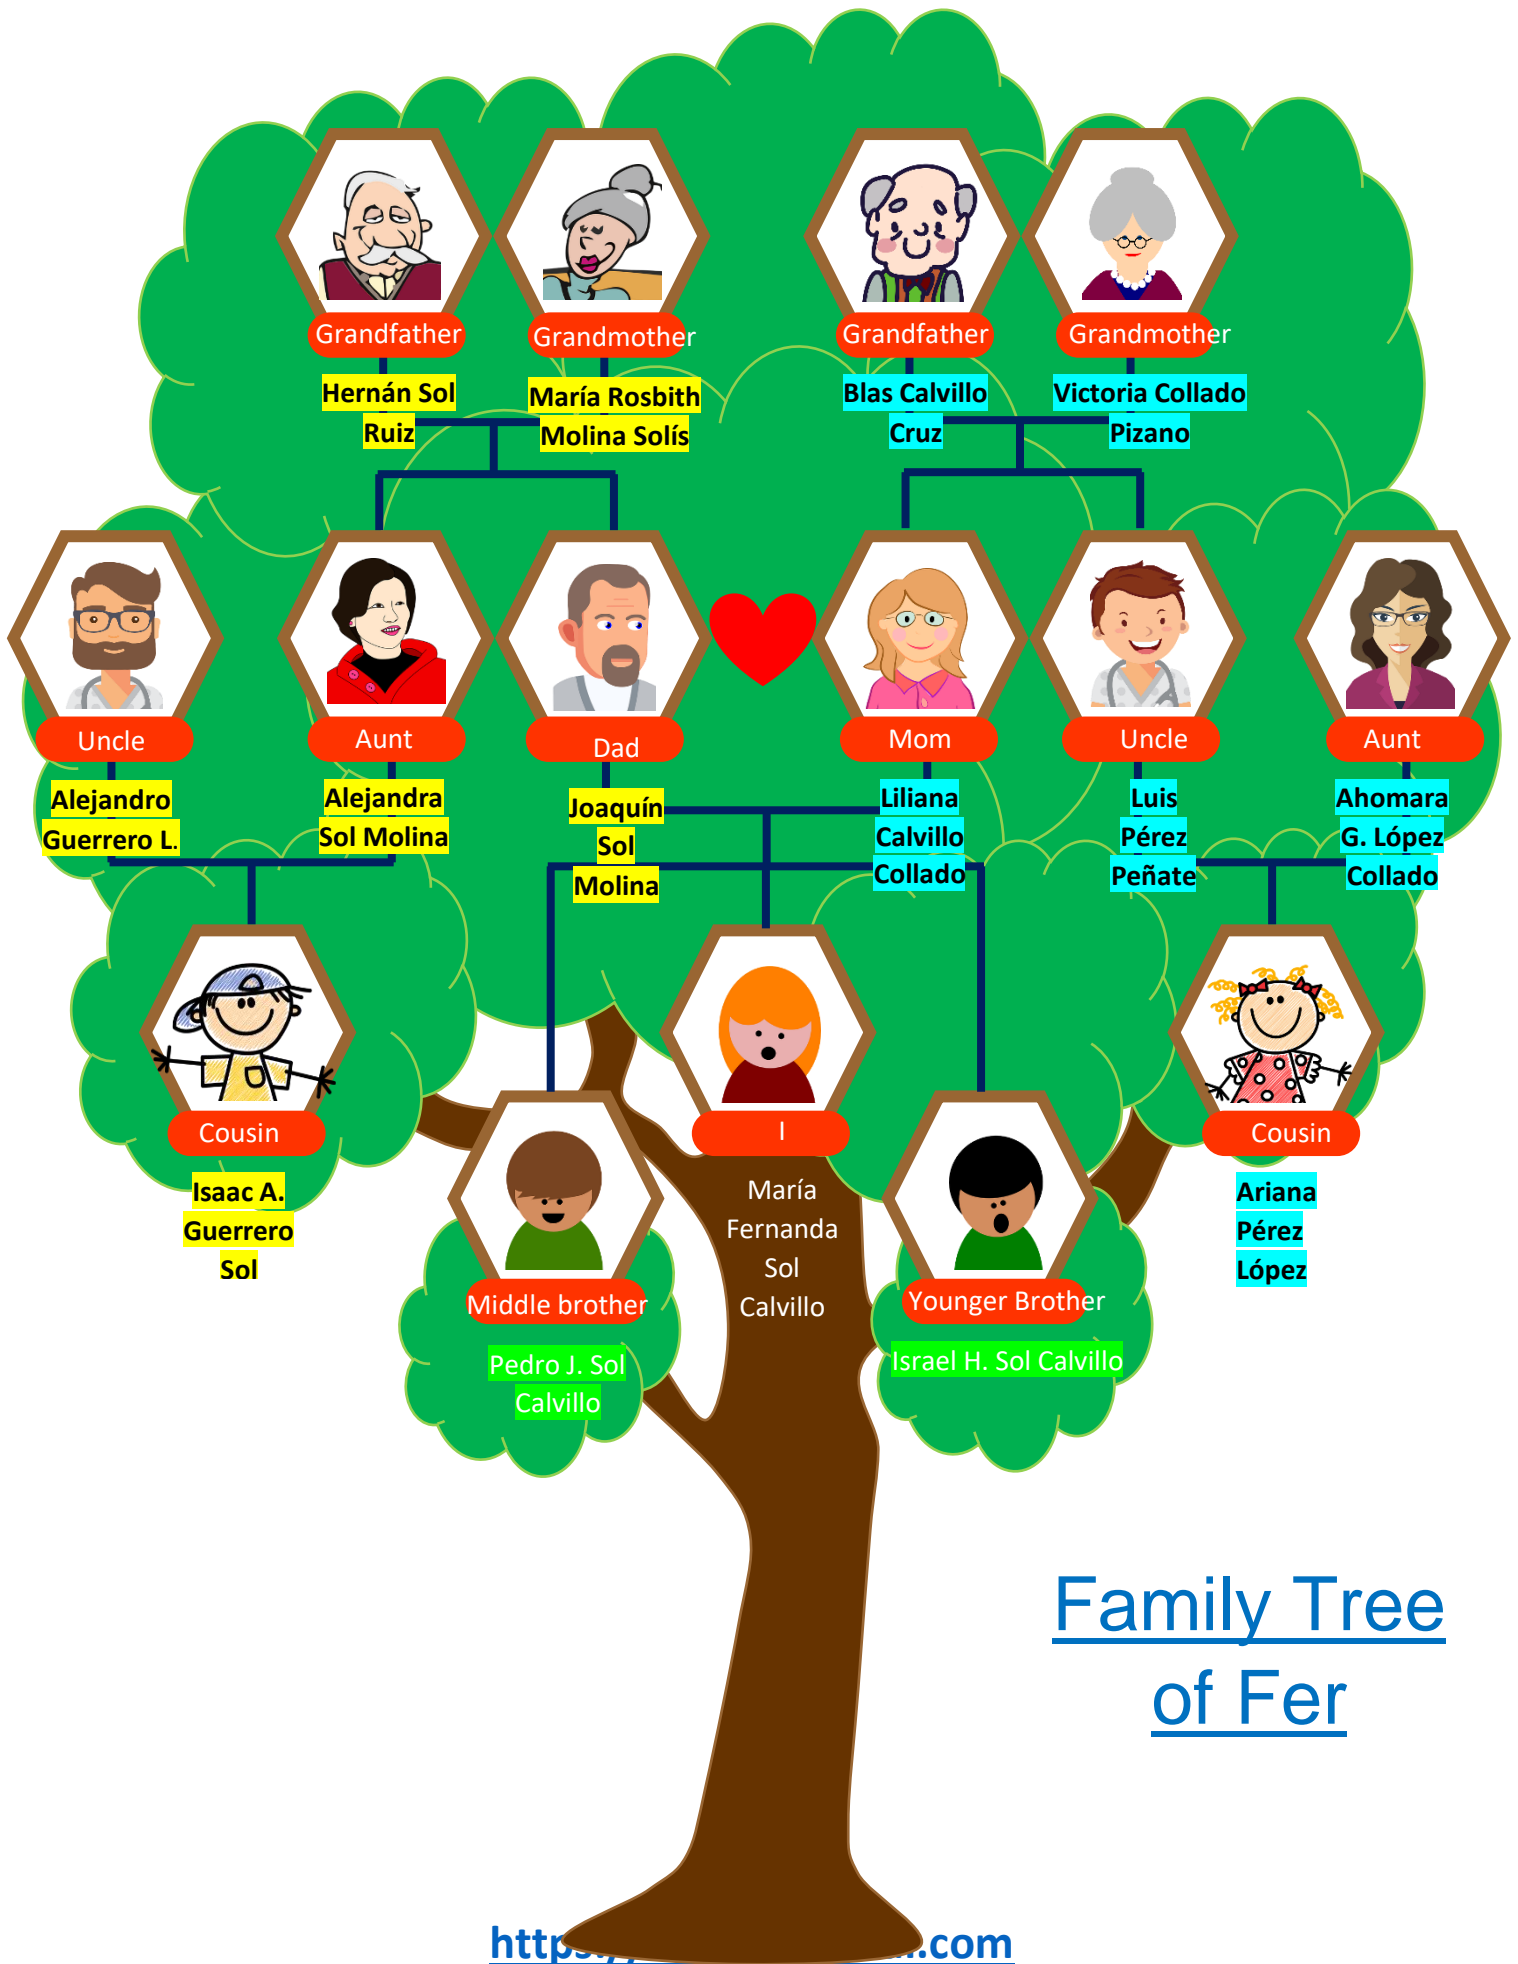 Grandfather
Grandmother
Grandfather
Grandmother
Hernán Sol
Ruiz
María Rosbith
Molina Solís
Blas Calvillo
Cruz
Victoria Collado
Pizano
Uncle
Aunt
Dad
Mom
Uncle
Aunt
Alejandro
Guerrero L.
Alejandra
Sol Molina
Joaquín
Sol
Molina
Liliana
Calvillo
Collado
Luis
Pérez
Peñate
Ahomara
G. López
Collado
Cousin
I
Cousin
Isaac A.
Guerrero
Sol
María
Fernanda
Sol
Calvillo
Ariana
Pérez
López
Middle brother
Younger Brother
Pedro J. Sol
Calvillo
Israel H. Sol Calvillo
Family Tree
of Fer